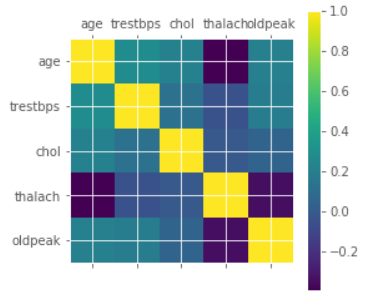 age trestbps chol thalach oldpeak
age
trestbps
chol
thalach
oldpeak
1.0
0.8
0.6
0.4
0.2
0.0
−0.2